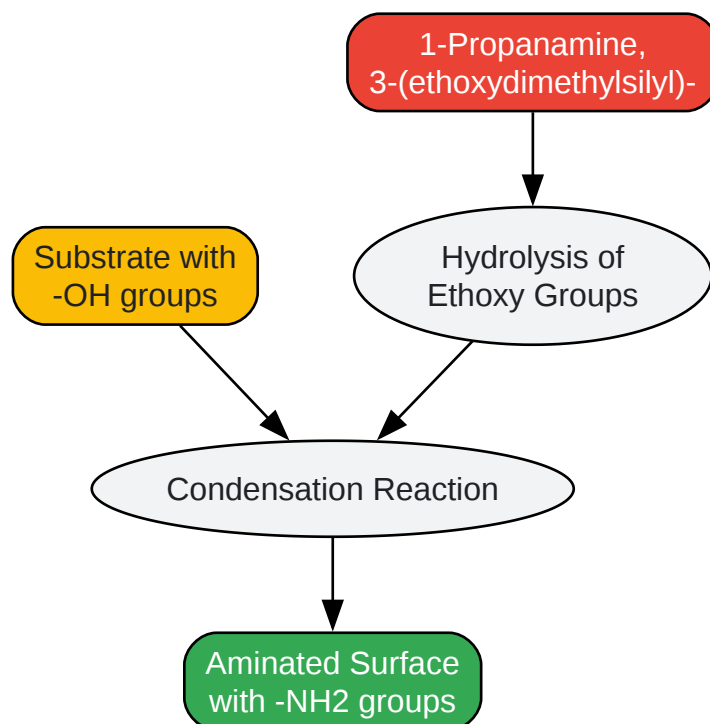 1-Propanamine,
3-(ethoxydimethylsilyl)-
Substrate with
-OH groups
Hydrolysis of
Ethoxy Groups
Condensation Reaction
Aminated Surface
with -NH2 groups